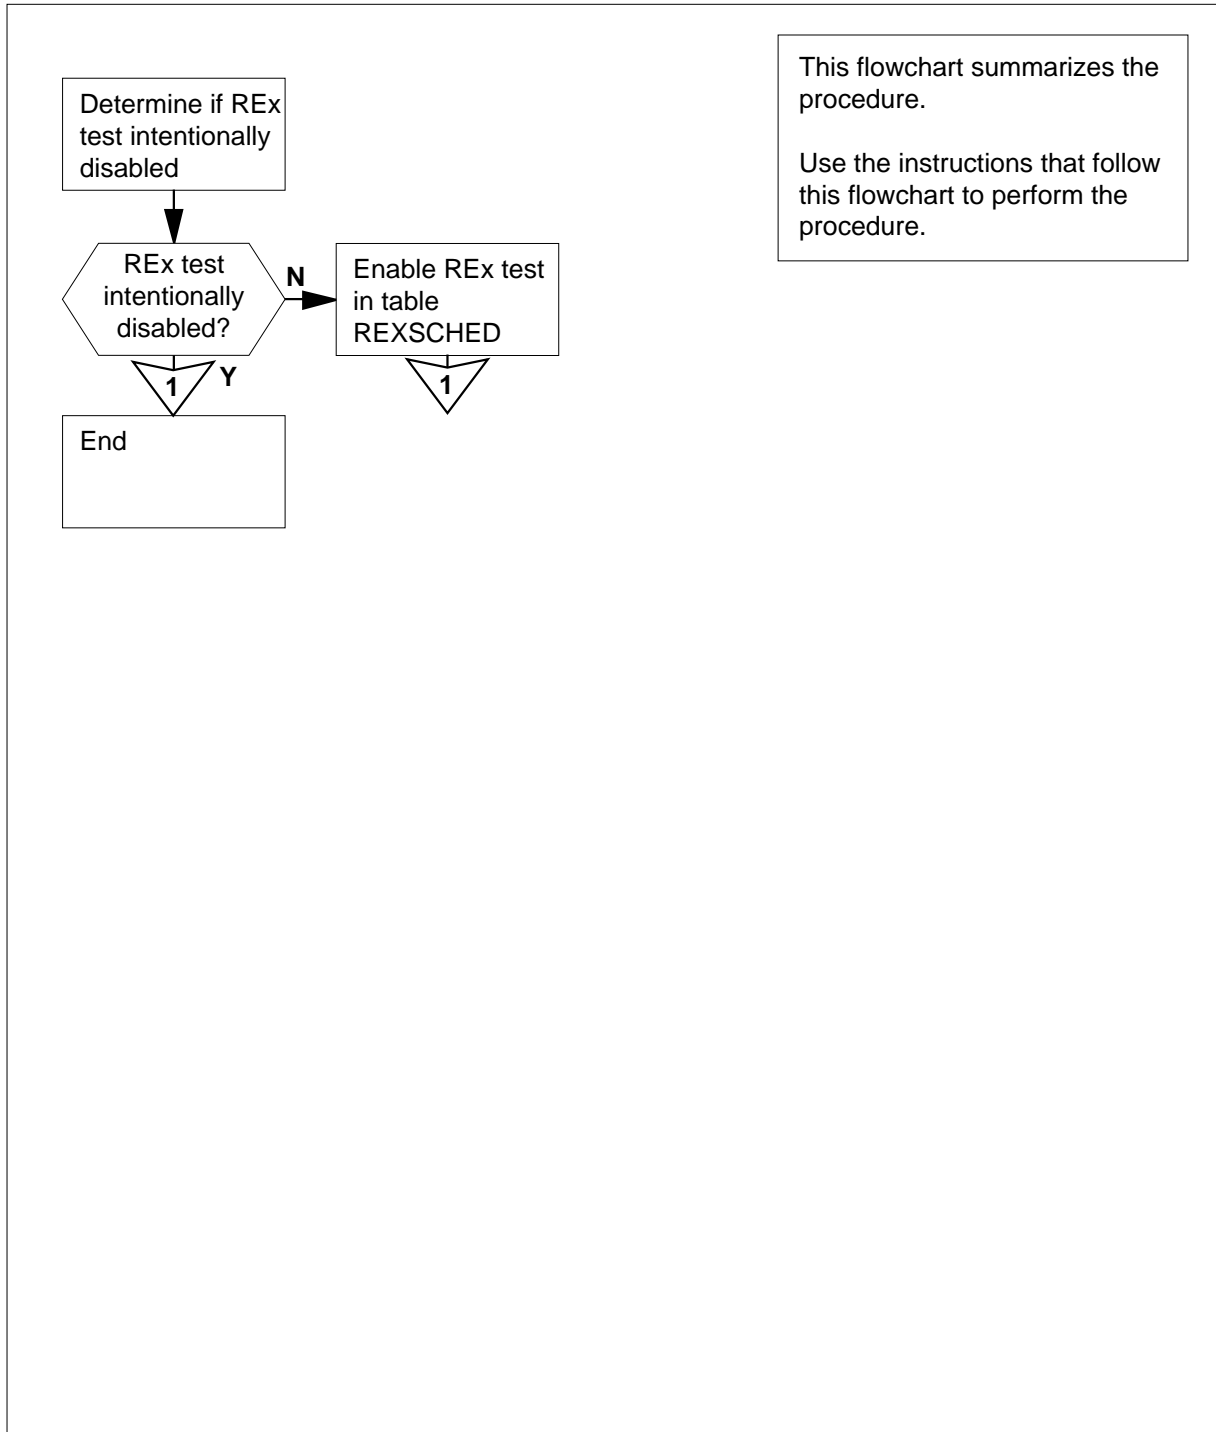 This flowchart summarizes the
procedure.
Use the instructions that follow
this flowchart to perform the
procedure.
Determine if REx
test intentionally
disabled
REx test
intentionally
disabled?
N
Enable REx test
in table
REXSCHED
1
Y
1
End